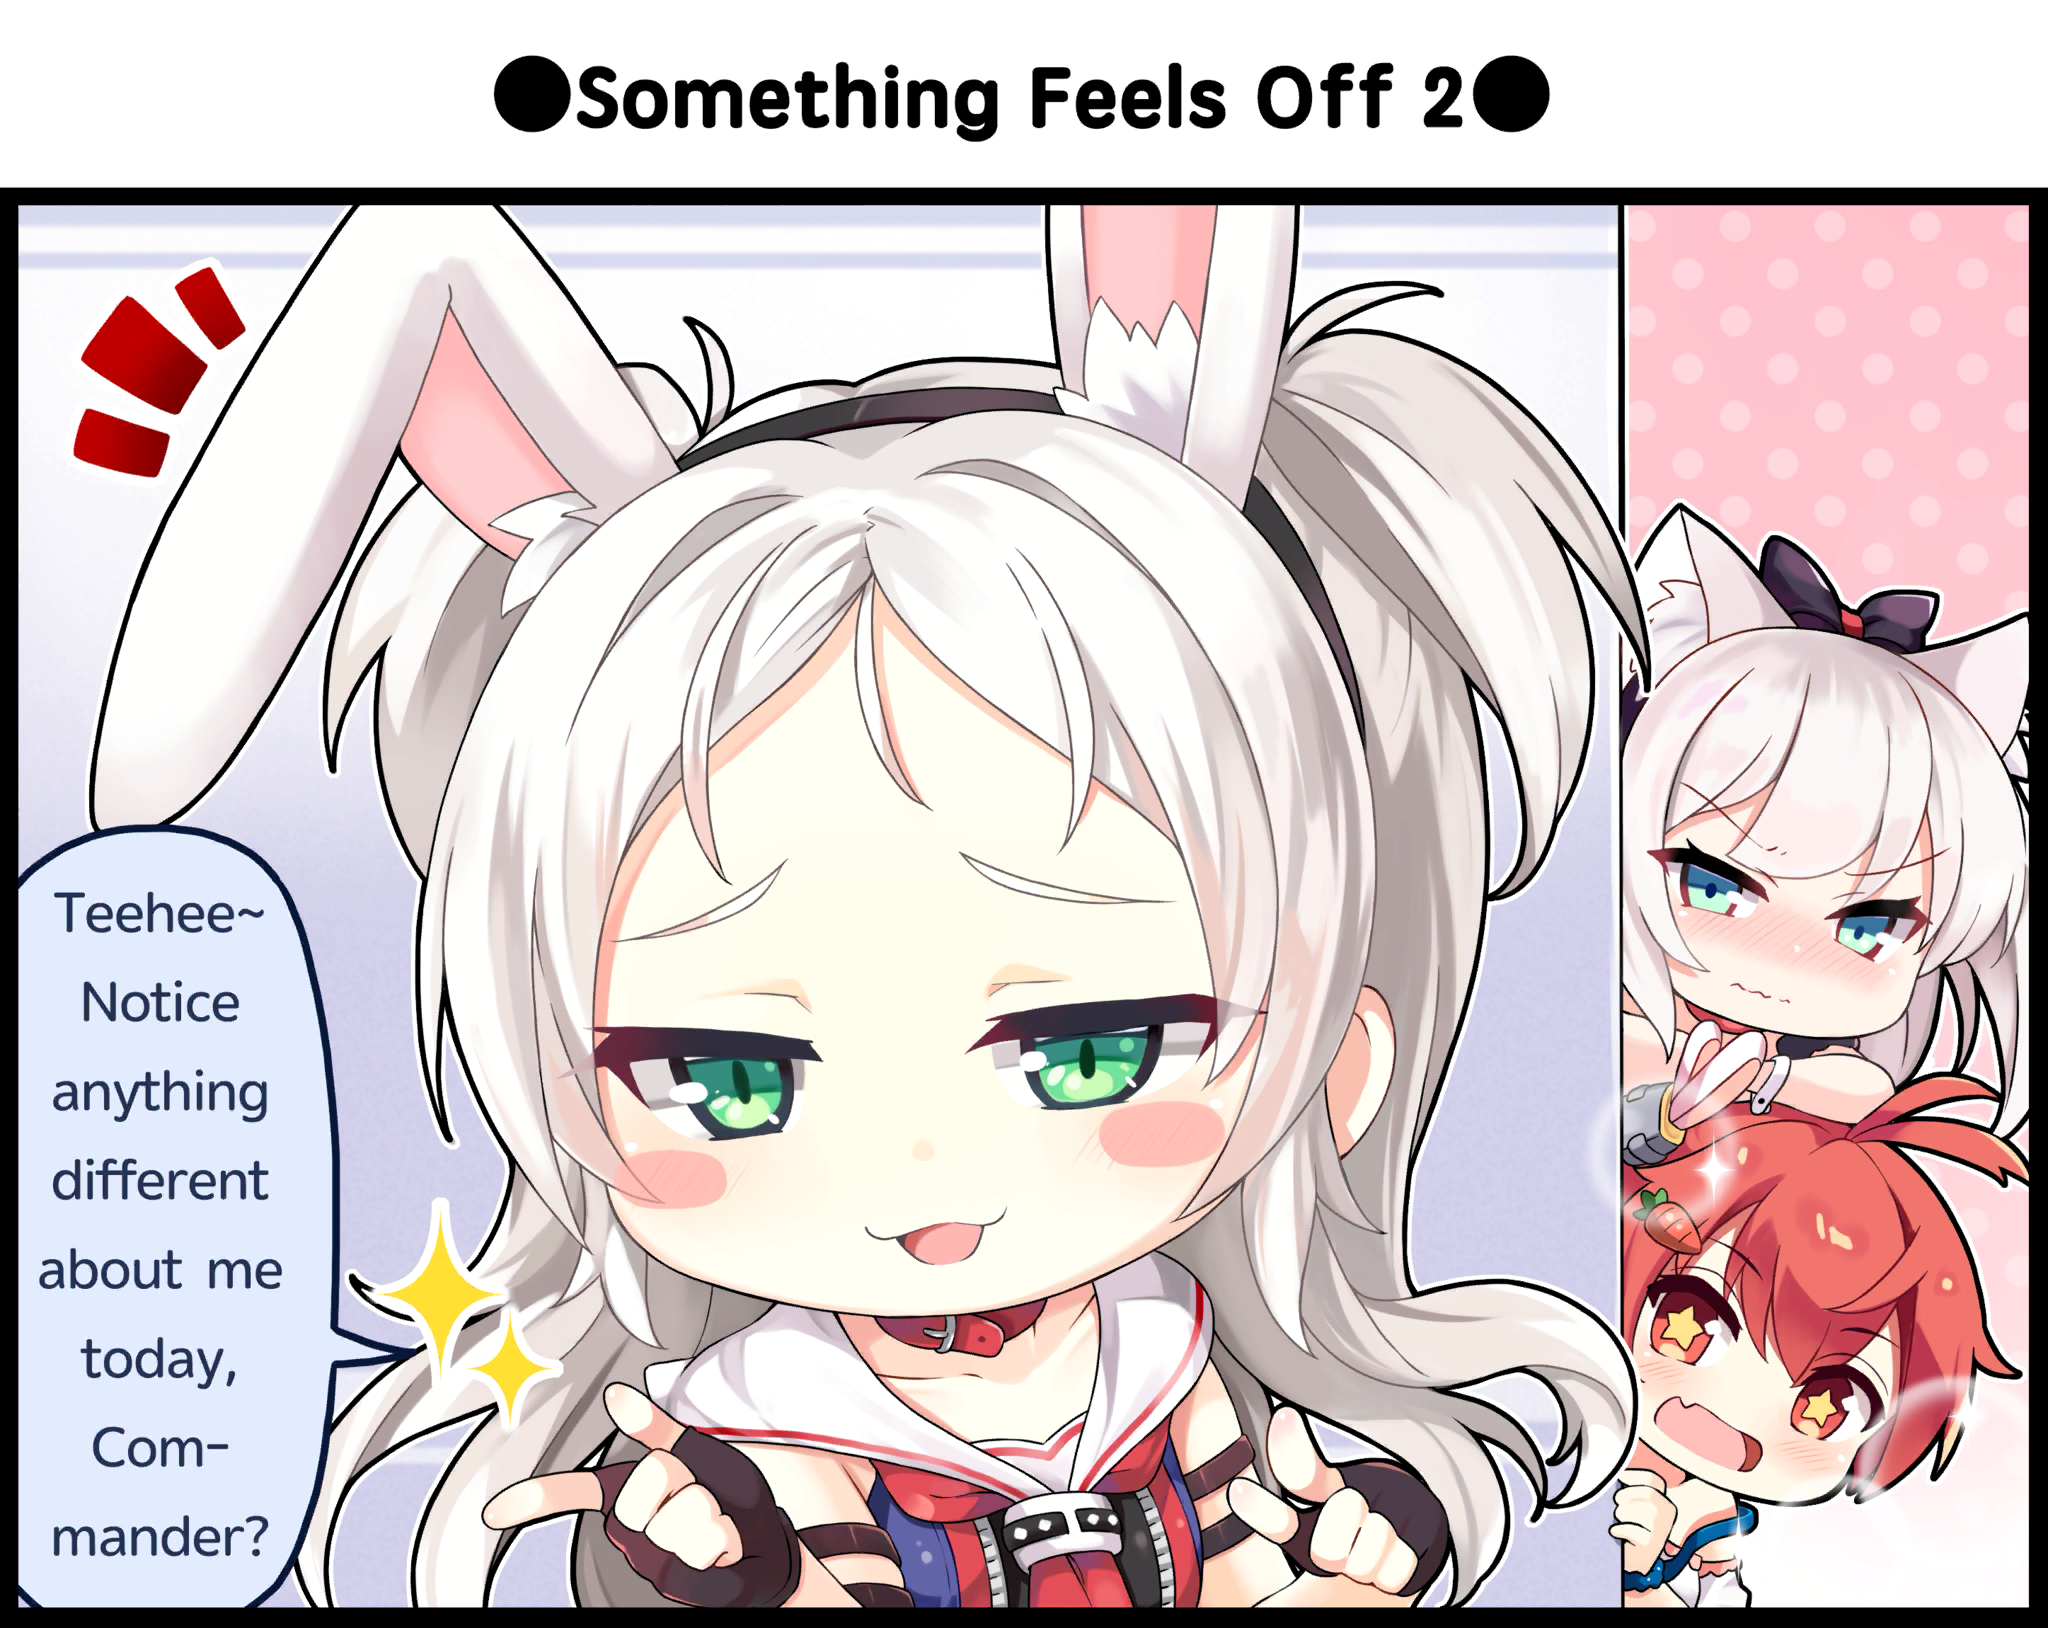 ●Something Feels Off 2●
Teehee~
Notice
anything
different
about me
today,
Com-
mander?